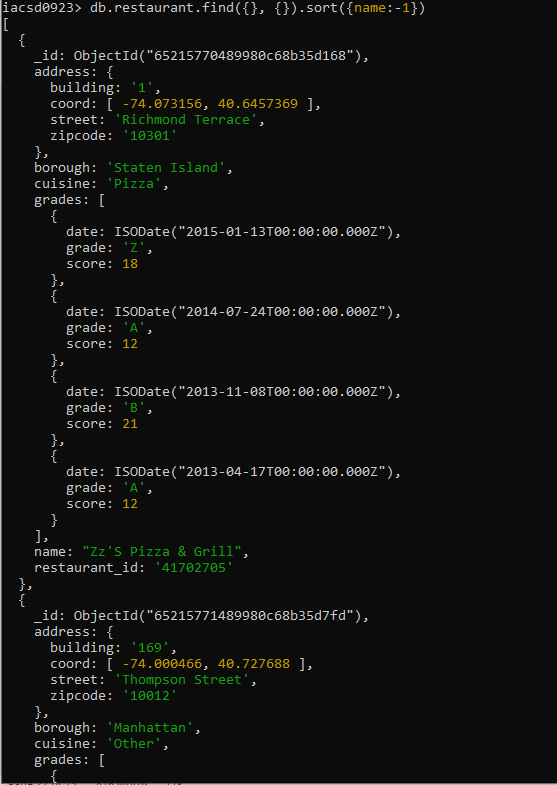 iacsd0923> db.restaurant.find({}, {}).sort({name:-1})
[
  {
    _id: ObjectId("65215770489980c68b35d168"),
    address: {
      building: '1',
      coord: [ -74.073156, 40.6457369 ],
      street: 'Richmond Terrace',
      zipcode: '10301'
    },
    borough: 'Staten Island',
    cuisine: 'Pizza',
    grades: [
      {
        date: ISODate("2015-01-13T00:00:00.000Z"),
        grade: 'Z',
        score: 18
      },
      {
        date: ISODate("2014-07-24T00:00:00.000Z"),
        grade: 'A',
        score: 12
      },
      {
        date: ISODate("2013-11-08T00:00:00.000Z"),
        grade: 'B',
        score: 21
      },
      {
        date: ISODate("2013-04-17T00:00:00.000Z"),
        grade: 'A',
        score: 12
      }
    ],
    name: "Zz'S Pizza & Grill",
    restaurant_id: '41702705'
  },
  {
    _id: ObjectId("65215771489980c68b35d7fd"),
    address: {
      building: '169',
      coord: [ -74.000466, 40.727688 ],
      street: 'Thompson Street',
      zipcode: '10012'
    },
    borough: 'Manhattan',
    cuisine: 'Other',
    grades: [
      {